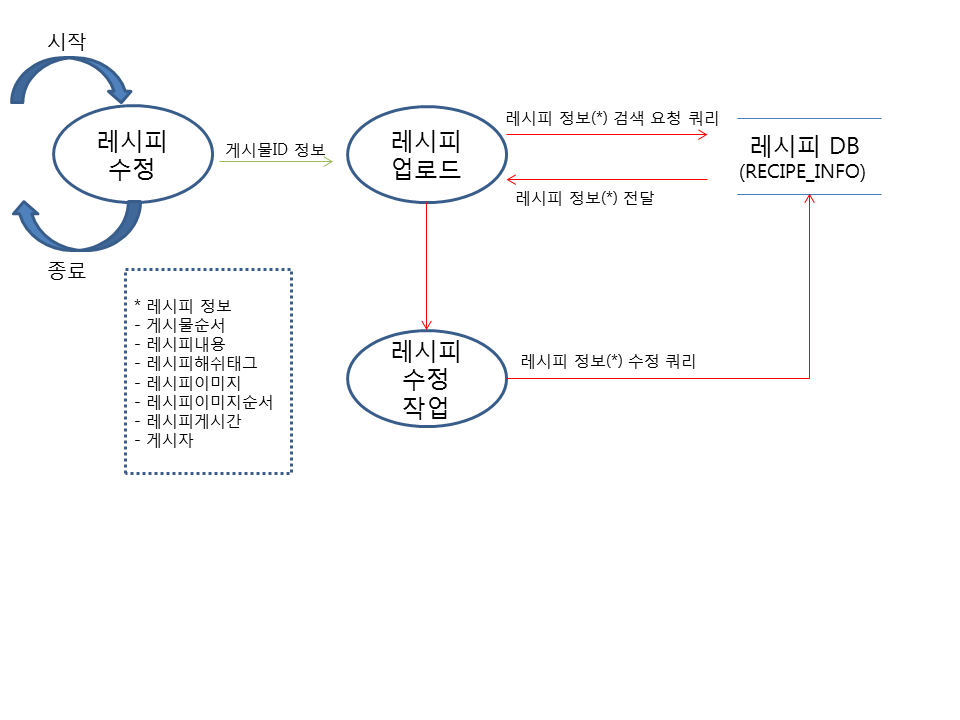 시작
레시피
수정
종료
게시물ID 정보
레시피
업로드
레시피 정보(*) 검색 요청 쿼리
레시피 정보(*) 전달
레시피 DB
(RECIPE_INFO)
* 레시피 정보
- 게시물순서
- 레시피내용
- 레시피해쉬태그
- 레시피이미지
- 레시피이미지순서
- 레시피게시간
- 게시자
레시피
수정
작업
레시피 정보(*) 수정 쿼리